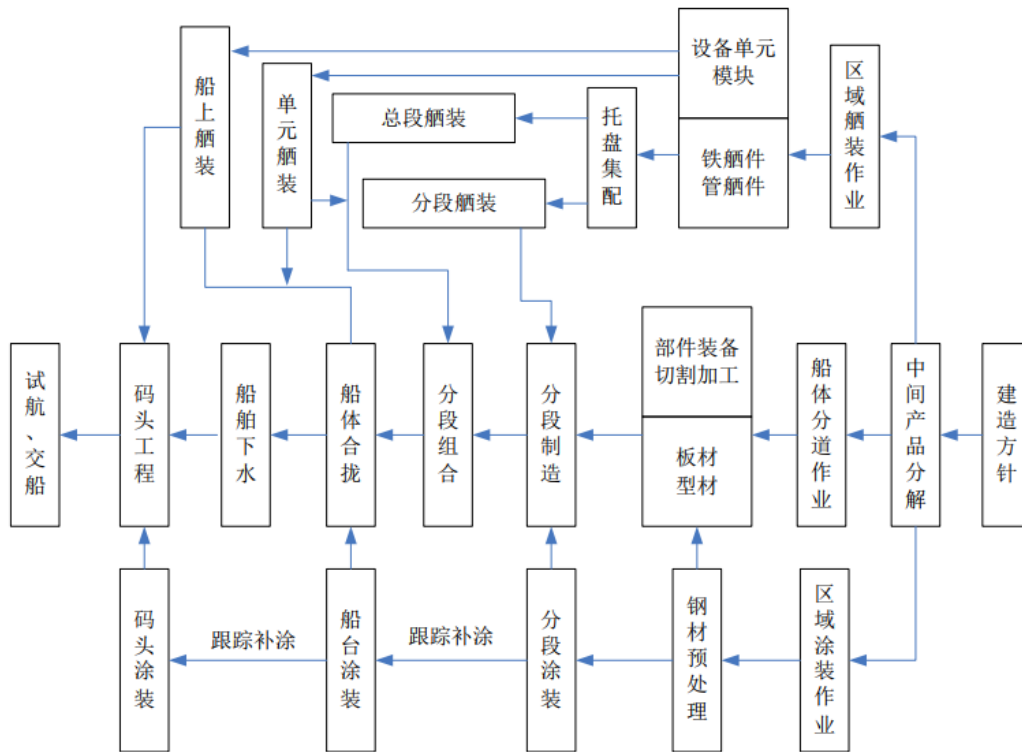 设备单元
模块
船上舾装
单元舾装
总段舾装
托盘集配
区域舾装作业
铁舾件
管舾件
分段舾装
试航、交船
码头工程
船舶下水
船体合拢
分段组合
分段制造
部件装备
切割加工
板材
型材
船体分道作业
中间产品分解
建造方针
码头涂装
跟踪补涂
船台涂装
跟踪补涂
分段涂装
钢材预处理
区域涂装作业